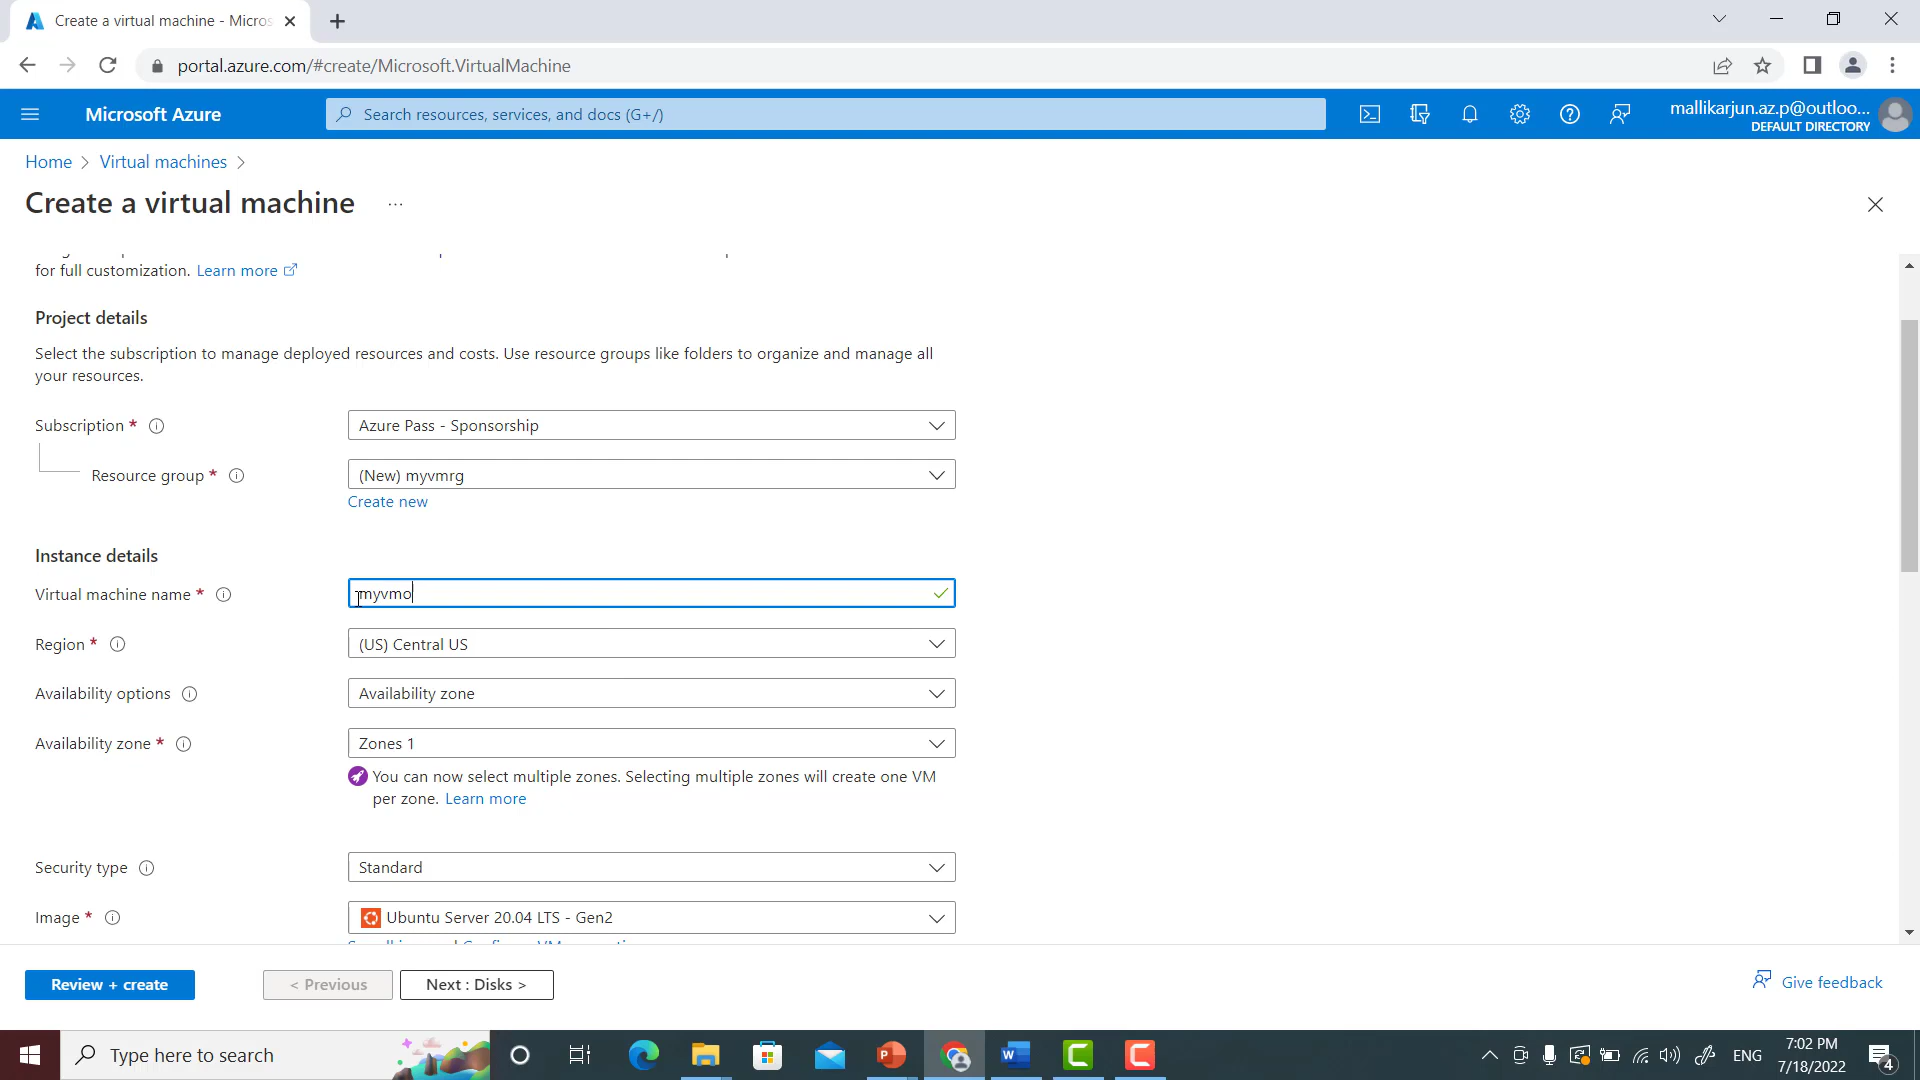 Create a virtual machine - Micros
portal.azure.com/#create/Microsoft.VirtualMachine
Microsoft Azure
Search resources, services, and docs (G+/)
mallikarjun.az.p@outloo...
DEFAULT DIRECTORY
Home > Virtual machines >
Create a virtual machine ...
for full customization. Learn more
Project details
Select the subscription to manage deployed resources and costs. Use resource groups like folders to organize and manage all
your resources.
Subscription *
Azure Pass - Sponsorship
Resource group *
(New) myvmrg
Create new
Instance details
Virtual machine name *
myvmo
Region *
(US) Central US
Availability options
Availability zone
Availability zone *
Zones 1
You can now select multiple zones. Selecting multiple zones will create one VM
per zone. Learn more
Security type
Standard
Image *
Ubuntu Server 20.04 LTS - Gen2
Review + create
< Previous
Next : Disks >
Give feedback
Type here to search
ENG
7:02 PM
7/18/2022
4